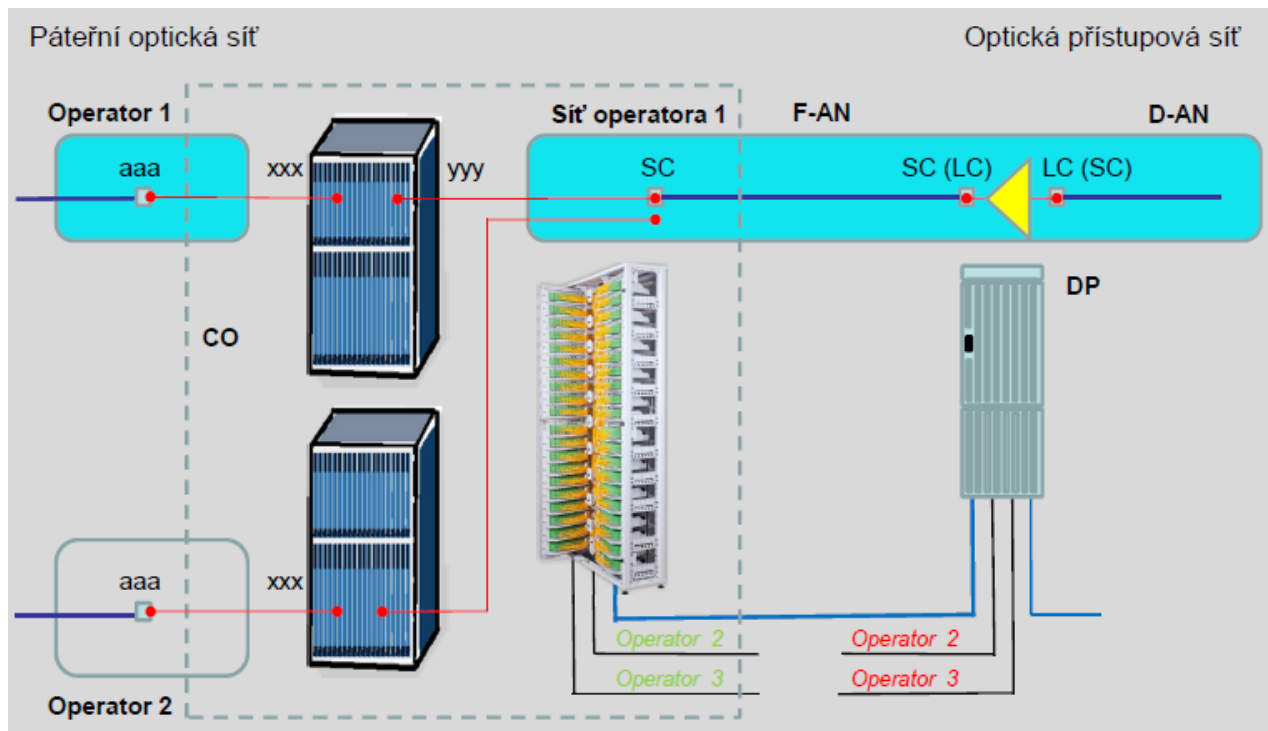 Páteřní optická síť
Optická přístupová síť
Operator 1
Síť operatora 1
F-AN
D-AN
aaa
xxx
yyy
SC
SC (LC)
LC (SC)
DP
CO
aaa
xxx
Operator 2
Operator 2
Operator 3
Operator 3
Operator 2